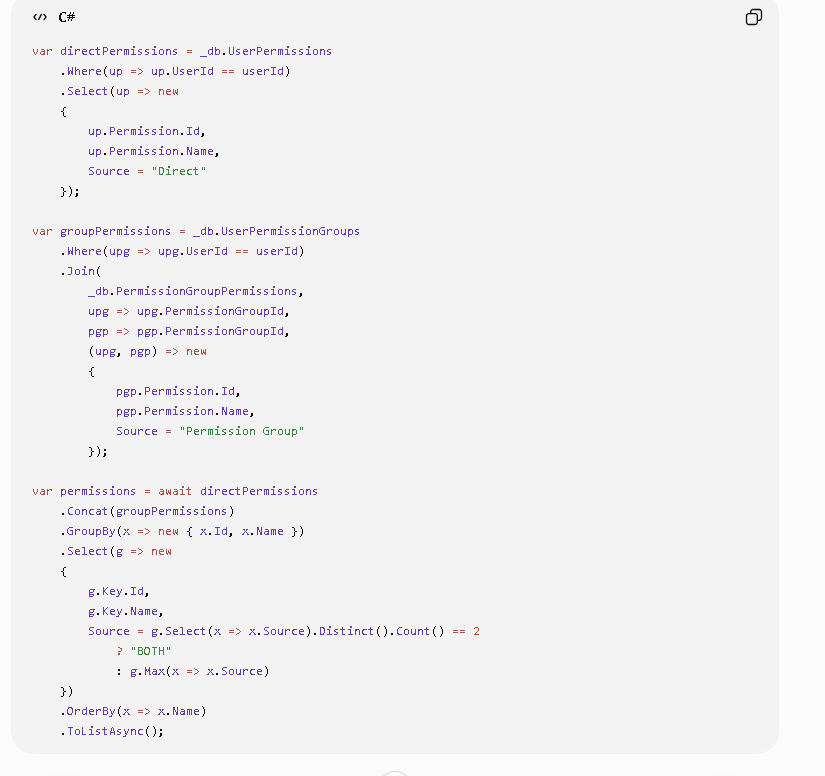 C#
var directPermissions = _db.UserPermissions
    .Where(up => up.UserId == userId)
    .Select(up => new
    {
        up.Permission.Id,
        up.Permission.Name,
        Source = "Direct"
    });

var groupPermissions = _db.UserPermissionGroups
    .Where(upg => upg.UserId == userId)
    .Join(
        _db.PermissionGroupPermissions,
        upg => upg.PermissionGroupId,
        pgp => pgp.PermissionGroupId,
        (upg, pgp) => new
        {
            pgp.Permission.Id,
            pgp.Permission.Name,
            Source = "Permission Group"
        });

var permissions = await directPermissions
    .Concat(groupPermissions)
    .GroupBy(x => new { x.Id, x.Name })
    .Select(g => new
    {
        g.Key.Id,
        g.Key.Name,
        Source = g.Select(x => x.Source).Distinct().Count() == 2
            ? "BOTH"
            : g.Max(x => x.Source)
    })
    .OrderBy(x => x.Name)
    .ToListAsync();